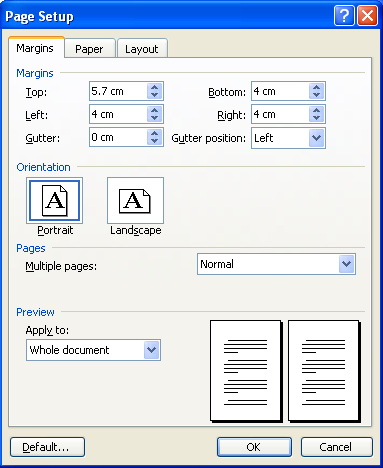 Page Setup
Margins Paper Layout
Margins
Top: 5.7 cm Bottom: 4 cm
Left: 4 cm Right: 4 cm
Gutter: 0 cm Gutter position: Left
Orientation
A A
Portrait Landscape
Pages
Multiple pages: Normal
Preview
Apply to:
Whole document
Default... OK Cancel